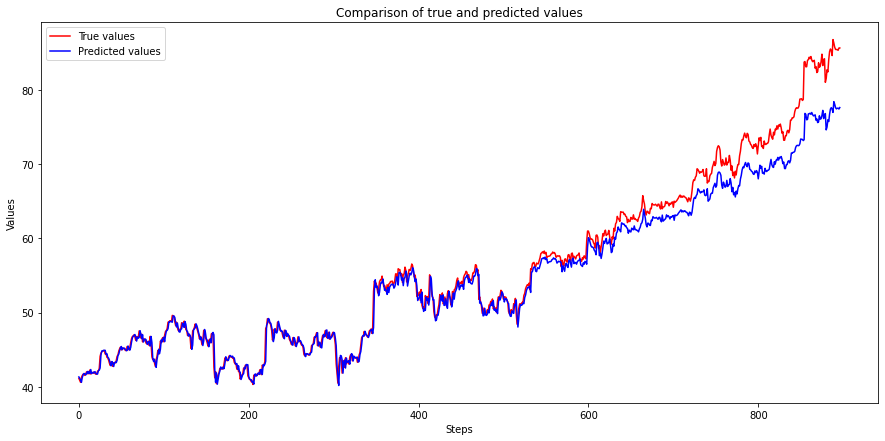 Comparison of true and predicted values
True values
Predicted values
Values
80
70
60
50
40
0
200
400
600
800
Steps